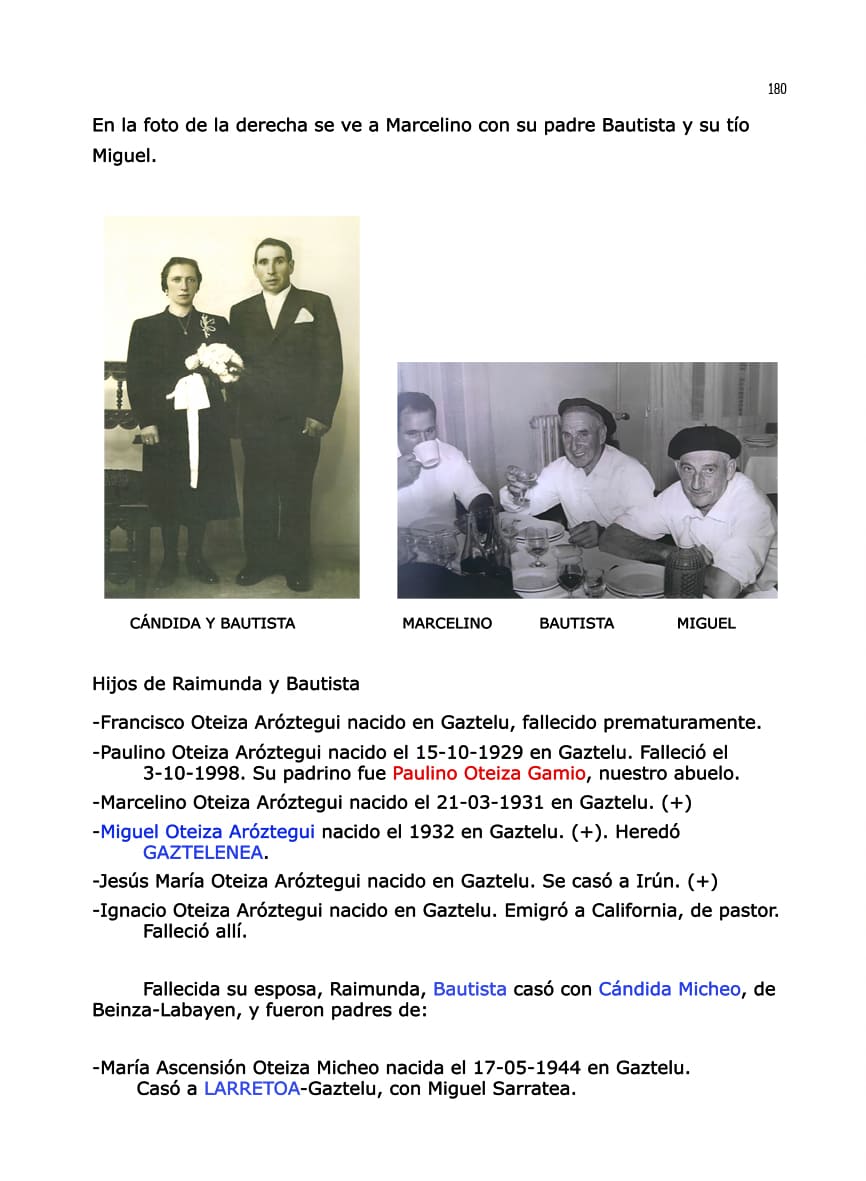 180
En la foto de la derecha se ve a Marcelino con su padre Bautista y su tío
Miguel.
CÁNDIDA Y BAUTISTA
MARCELINO BAUTISTA MIGUEL
Hijos de Raimunda y Bautista
-Francisco Oteiza Aróztegui nacido en Gaztelu, fallecido prematuramente.
-Paulino Oteiza Aróztegui nacido el 15-10-1929 en Gaztelu. Falleció el
3-10-1998. Su padrino fue Paulino Oteiza Gamio, nuestro abuelo.
-Marcelino Oteiza Aróztegui nacido el 21-03-1931 en Gaztelu. (+)
-Miguel Oteiza Aróztegui nacido el 1932 en Gaztelu. (+). Heredó
GAZTELENEA.
-Jesús María Oteiza Aróztegui nacido en Gaztelu. Se casó a Irún. (+)
-Ignacio Oteiza Aróztegui nacido en Gaztelu. Emigró a California, de pastor.
Falleció allí.
Fallecida su esposa, Raimunda, Bautista casó con Cándida Micheo, de
Beinza-Labayen, y fueron padres de:
-María Ascensión Oteiza Micheo nacida el 17-05-1944 en Gaztelu.
Casó a LARRETOA-Gaztelu, con Miguel Sarratea.